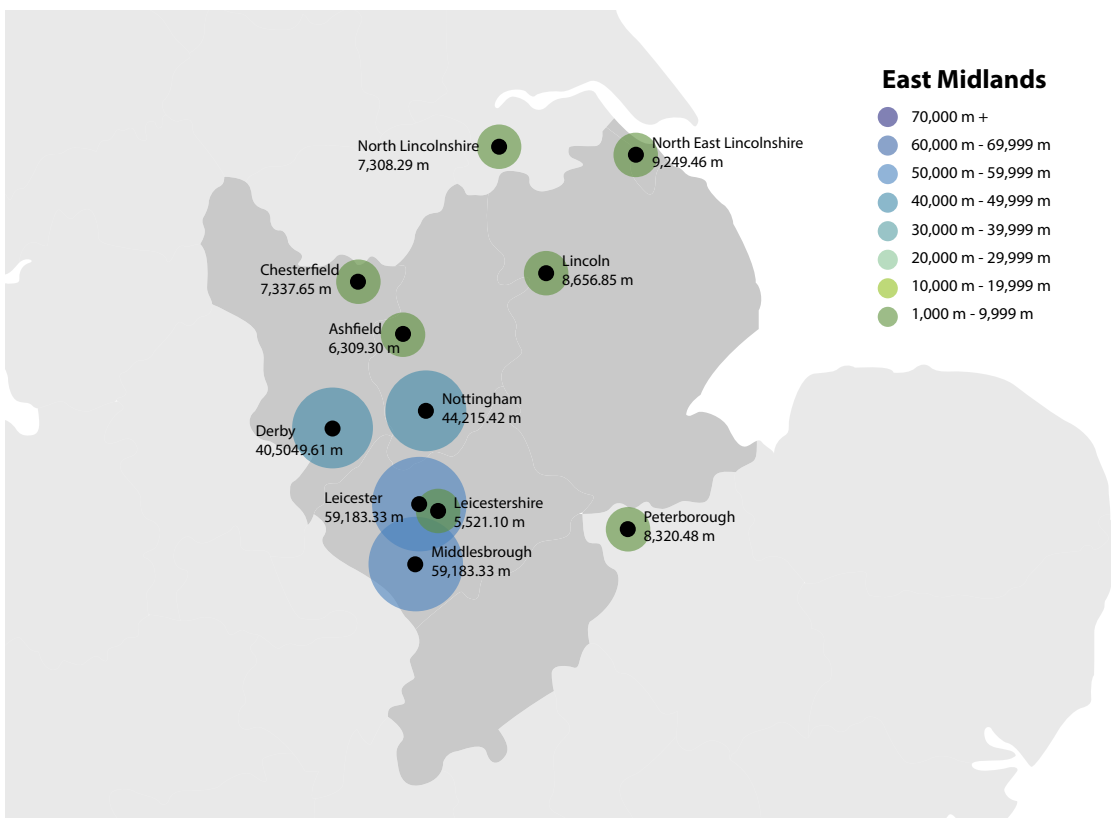 East Midlands
70,000 m +
60,000 m - 69,999 m
50,000 m - 59,999 m
40,000 m - 49,999 m
30,000 m - 39,999 m
20,000 m - 29,999 m
10,000 m - 19,999 m
1,000 m - 9,999 m
North Lincolnshire
7,308.29 m
North East Lincolnshire
9,249.46 m
Chesterfield
7,337.65 m
Lincoln
8,656.85 m
Ashfield
6,309.30 m
Nottingham
44,215.42 m
Derby
40,5049.61 m
Leicester
59,183.33 m
Leicestershire
5,521.10 m
Peterborough
8,320.48 m
Middlesbrough
59,183.33 m